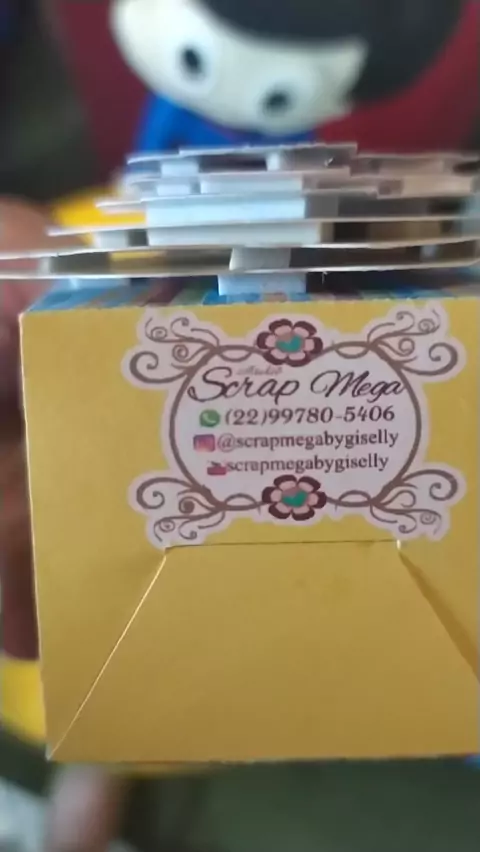 Scrap Mega
(22)99780-5406
@scrapmegabygiselly
scrapmegabygiselly